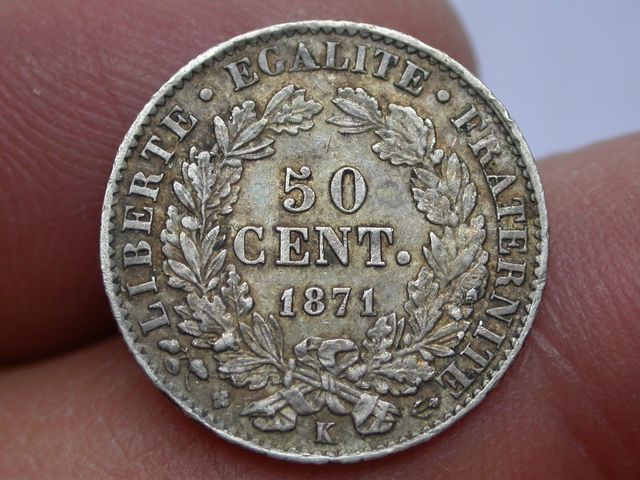 LIBERTE · EGALITE · FRATERNITE
50
CENT.
1871
K